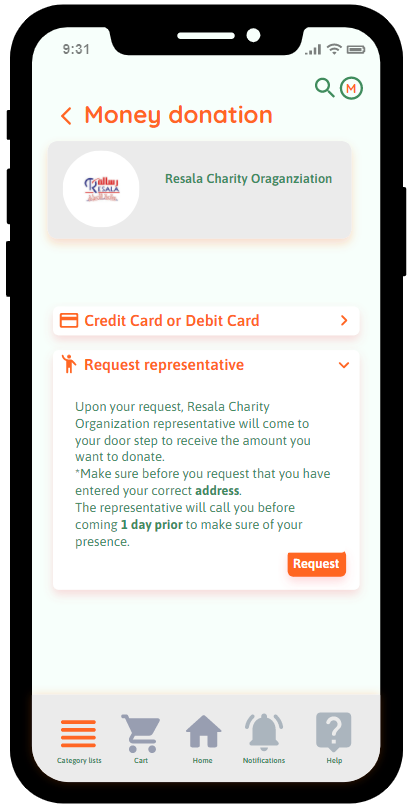 9:31
M
Money donation
رسالة
RESALA
Resala Charity Oraganziation
Credit Card or Debit Card
Request representative
Upon your request, Resala Charity
Organization representative will come to
your door step to receive the amount you
want to donate.
*Make sure before you request that you have
entered your correct address.
The representative will call you before
coming 1 day prior to make sure of your
presence.
Request
Category lists Cart Home Notifications Help